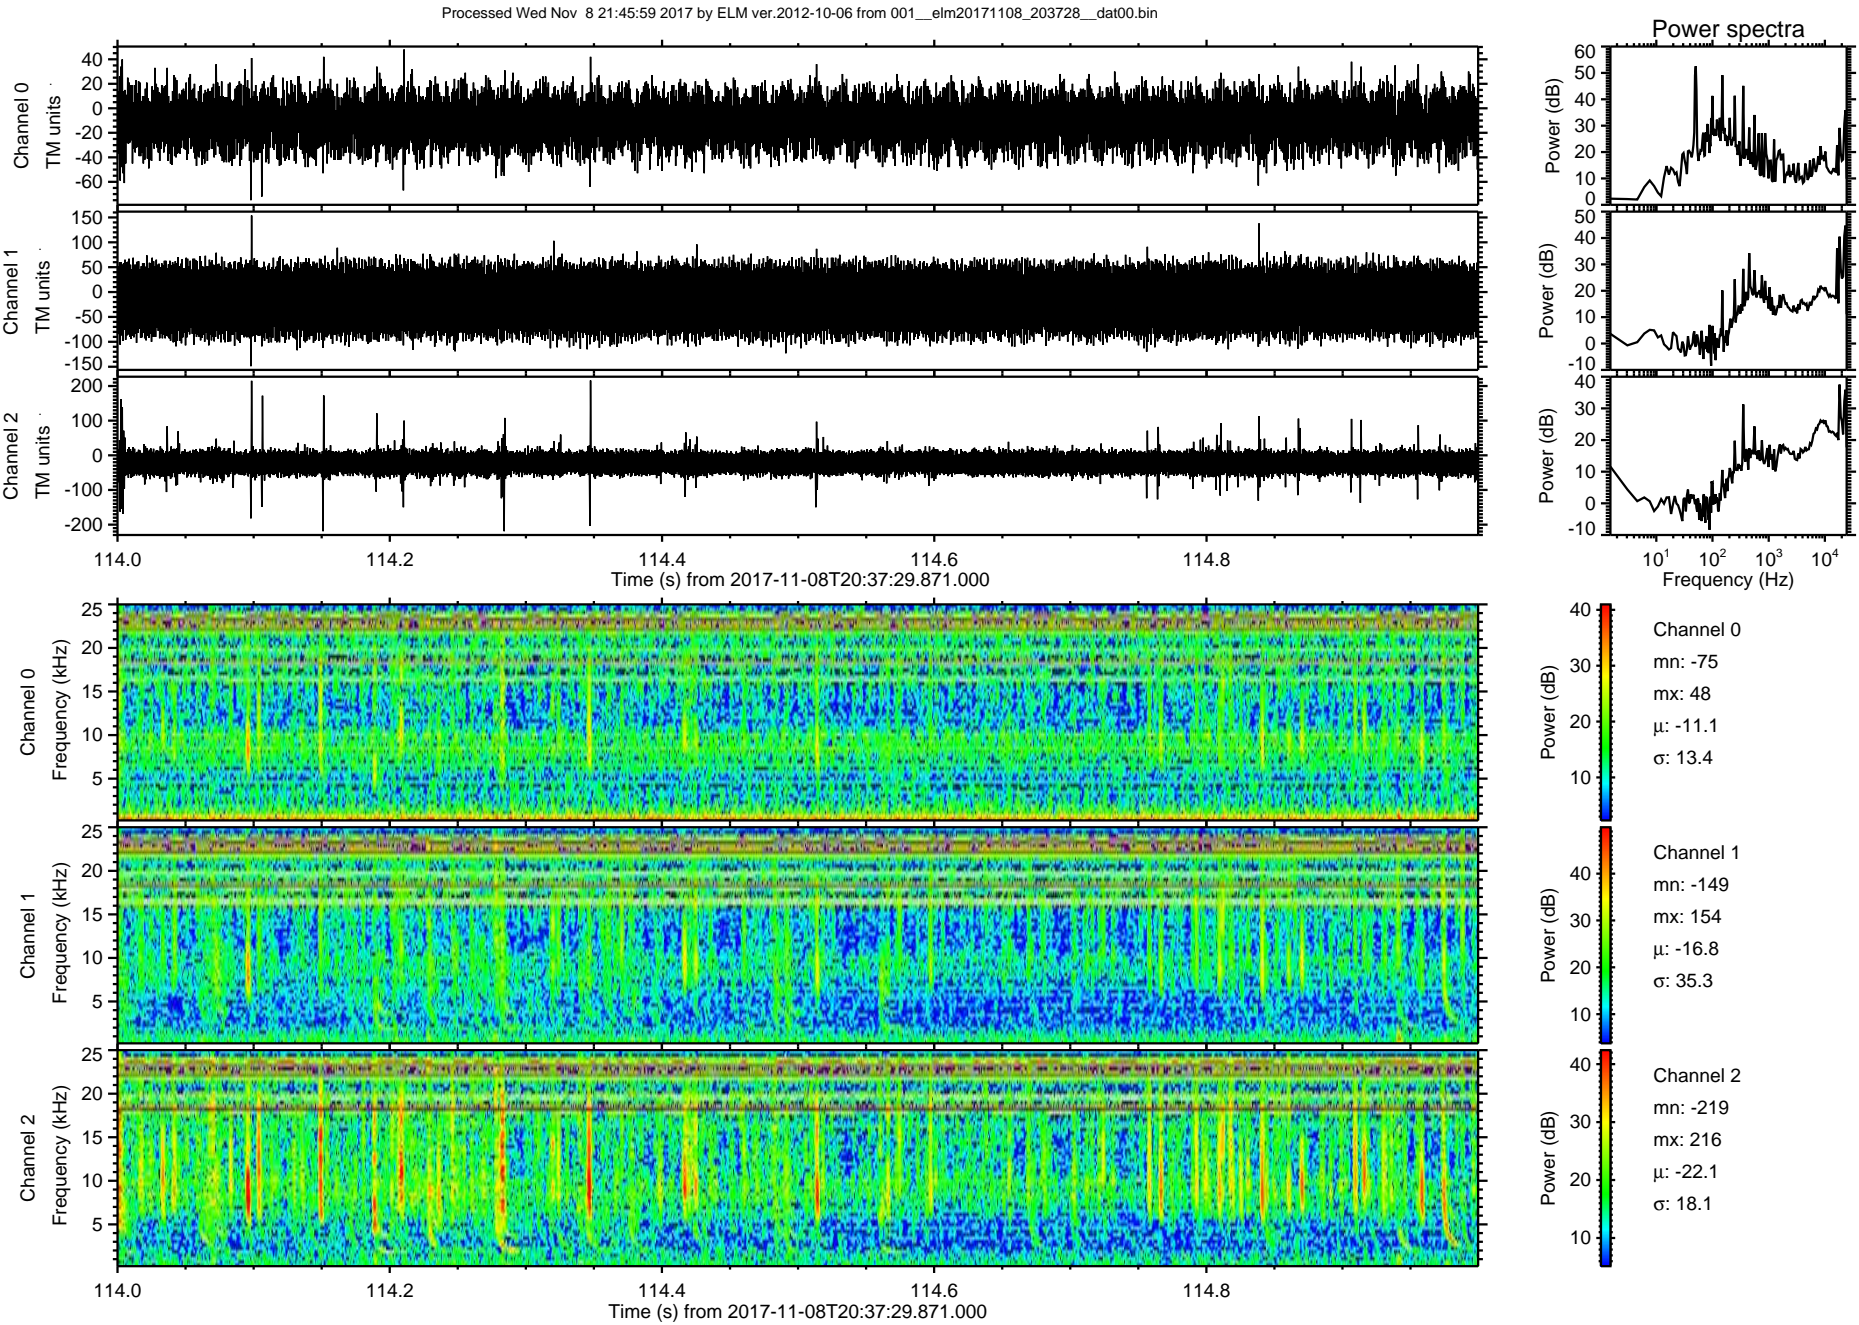 Processed Wed Nov  8 21:45:59 2017 by ELM ver.2012-10-06 from 001__elm20171108_203728__dat00.bin
Power spectra
Channel 0
TM units
40
20
0
-20
-40
-60
Power (dB)
60
50
40
30
20
10
0
Channel 1
TM units
150
100
50
0
-50
-100
-150
Power (dB)
50
40
30
20
10
0
-10
Channel 2
TM units
200
100
0
-100
-200
Power (dB)
40
30
20
10
0
-10
114.0 114.2 114.4 114.6 114.8
Time (s) from 2017-11-08T20:37:29.871.000
10¹ 10² 10³ 10⁴
Frequency (Hz)
Channel 0
Frequency (kHz)
25
20
15
10
5
Power (dB)
40
30
20
10
Channel 0
mn: -75
mx: 48
μ: -11.1
σ: 13.4
Channel 1
Frequency (kHz)
25
20
15
10
5
Power (dB)
40
30
20
10
Channel 1
mn: -149
mx: 154
μ: -16.8
σ: 35.3
Channel 2
Frequency (kHz)
25
20
15
10
5
Power (dB)
40
30
20
10
Channel 2
mn: -219
mx: 216
μ: -22.1
σ: 18.1
114.0 114.2 114.4 114.6 114.8
Time (s) from 2017-11-08T20:37:29.871.000